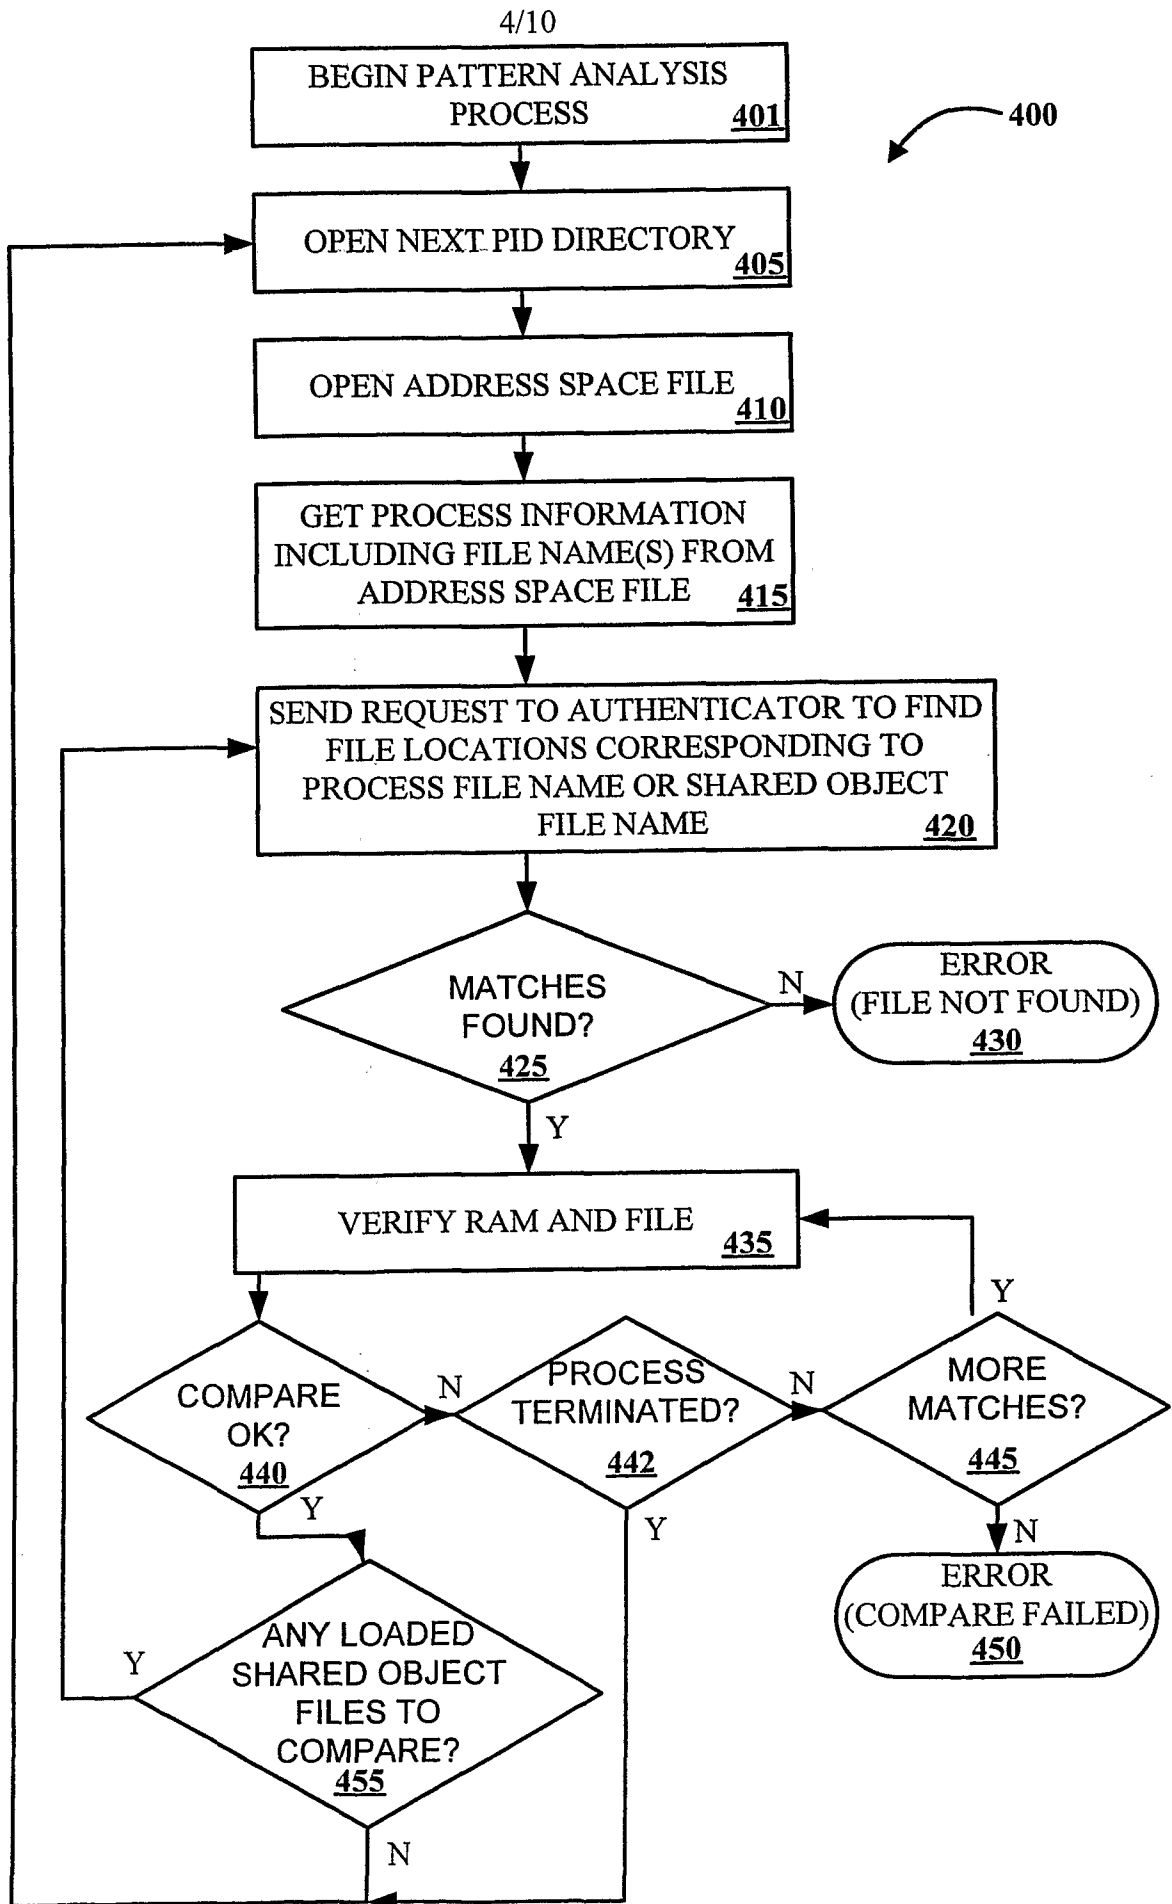 4/10
BEGIN PATTERN ANALYSIS
PROCESS
401
400
OPEN NEXT PID DIRECTORY
405
OPEN ADDRESS SPACE FILE
410
GET PROCESS INFORMATION
INCLUDING FILE NAME(S) FROM
ADDRESS SPACE FILE
415
SEND REQUEST TO AUTHENTICATOR TO FIND
FILE LOCATIONS CORRESPONDING TO
PROCESS FILE NAME OR SHARED OBJECT
FILE NAME
420
MATCHES
FOUND?
425
N
ERROR
(FILE NOT FOUND)
430
Y
VERIFY RAM AND FILE
435
COMPARE
OK?
440
N
PROCESS
TERMINATED?
442
N
MORE
MATCHES?
445
Y
Y
Y
N
ERROR
(COMPARE FAILED)
450
ANY LOADED
SHARED OBJECT
FILES TO
COMPARE?
455
Y
N